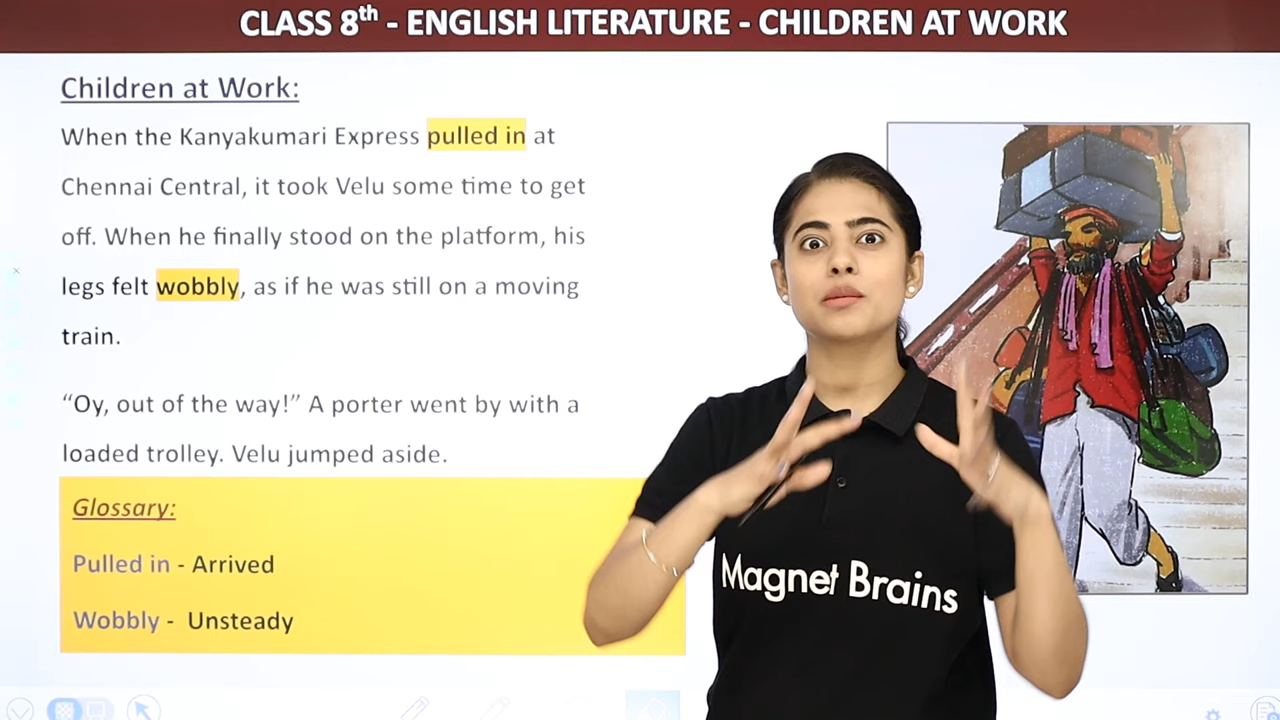 CLASS 8th - ENGLISH LITERATURE - CHILDREN AT WORK
Children at Work:
When the Kanyakumari Express pulled in at
Chennai Central, it took Velu some time to get
off. When he finally stood on the platform, his
legs felt wobbly, as if he was still on a moving
train.
“Oy, out of the way!” A porter went by with a
loaded trolley. Velu jumped aside.
Glossary:
Pulled in - Arrived
Wobbly - Unsteady
Magnet Brains